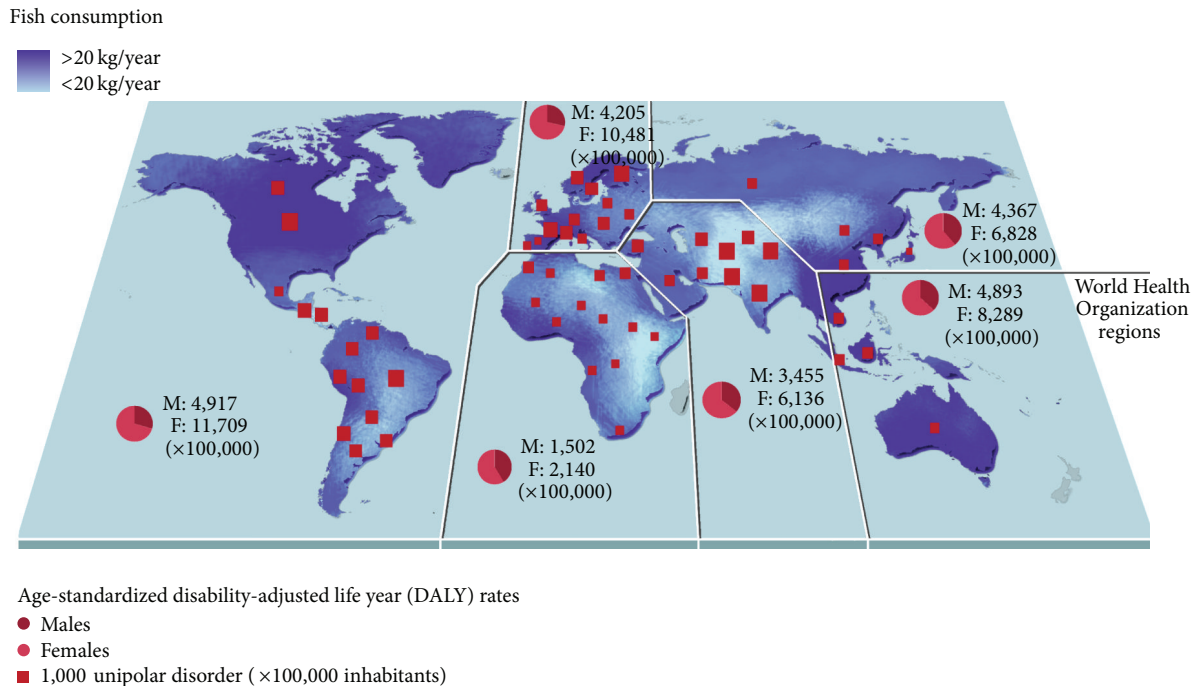 Fish consumption
>20 kg/year
<20 kg/year
M: 4,205
F: 10,481
(×100,000)
M: 4,367
F: 6,828
(×100,000)
World Health
Organization
regions
M: 4,893
F: 8,289
(×100,000)
M: 3,455
F: 6,136
(×100,000)
M: 4,917
F: 11,709
(×100,000)
M: 1,502
F: 2,140
(×100,000)
Age-standardized disability-adjusted life year (DALY) rates
Males
Females
1,000 unipolar disorder (×100,000 inhabitants)